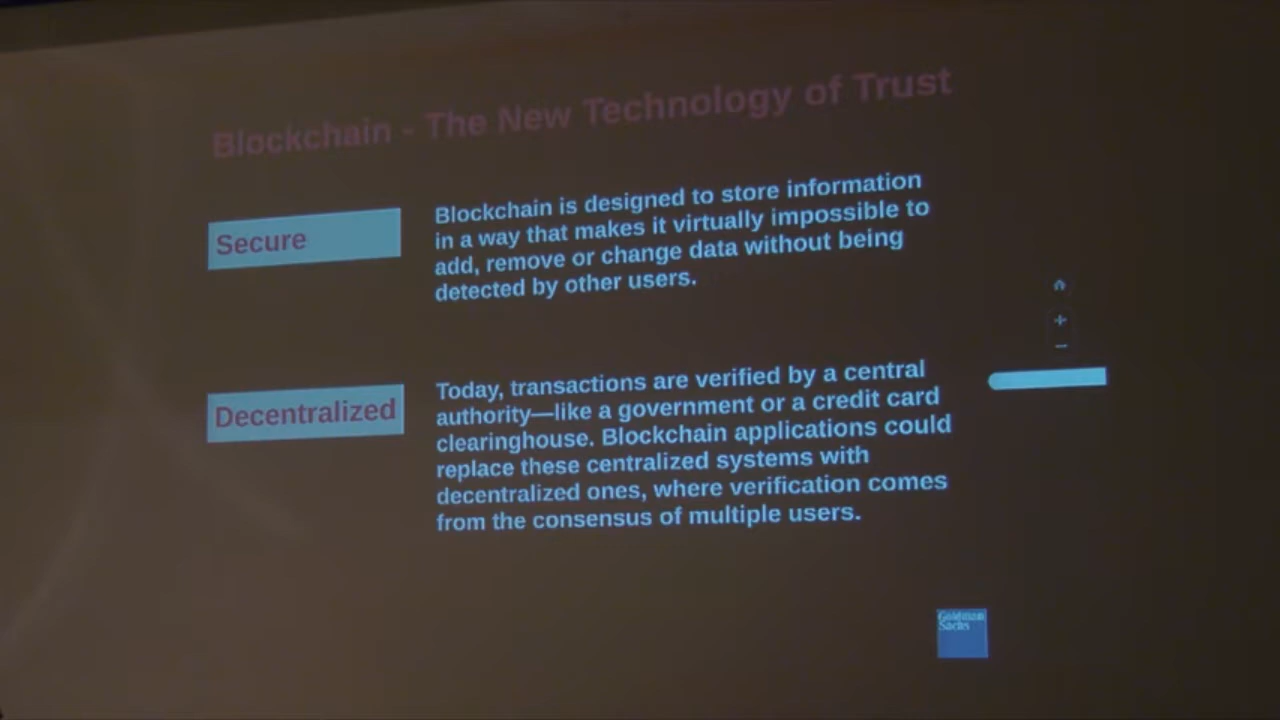 Blockchain - The New Technology of Trust
Secure
Blockchain is designed to store information
in a way that makes it virtually impossible to
add, remove or change data without being
detected by other users.
Decentralized
Today, transactions are verified by a central
authority—like a government or a credit card
clearinghouse. Blockchain applications could
replace these centralized systems with
decentralized ones, where verification comes
from the consensus of multiple users.
Goldman
Sachs